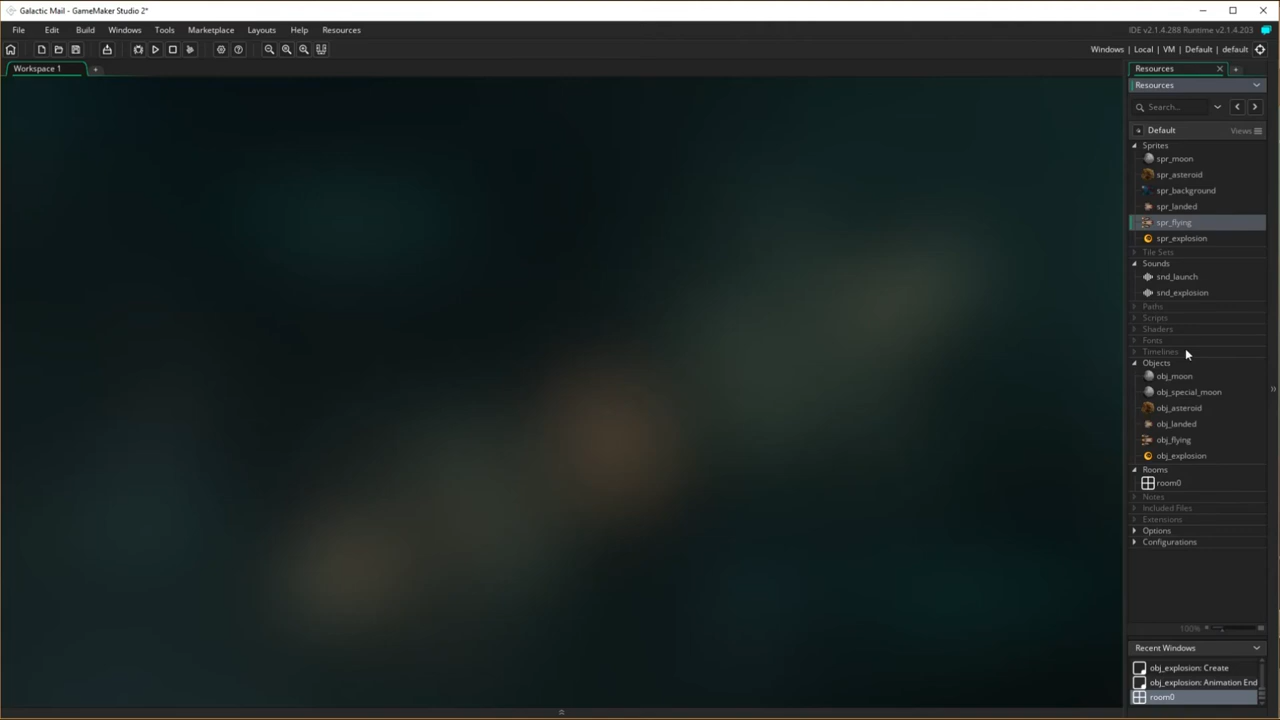 Galactic Mail - GameMaker Studio 2*
File Edit Build Windows Tools Marketplace Help Layouts Resources
IDE v2.1.4.288 Runtime v2.1.4.203
Windows | Local | VM | Default | default
Workspace 1
Resources
Resources
Search...
Default Views
Sprites
spr_moon
spr_asteroid
spr_background
spr_landed
spr_flying
spr_explosion
Tile Sets
Sounds
snd_launch
snd_explosion
Paths
Scripts
Shaders
Fonts
Timelines
Objects
obj_moon
obj_special_moon
obj_asteroid
obj_landed
obj_flying
obj_explosion
Rooms
room0
Notes
Included Files
Extensions
Options
Configurations
100%
Recent Windows
obj_explosion: Create
obj_explosion: Animation End
room0